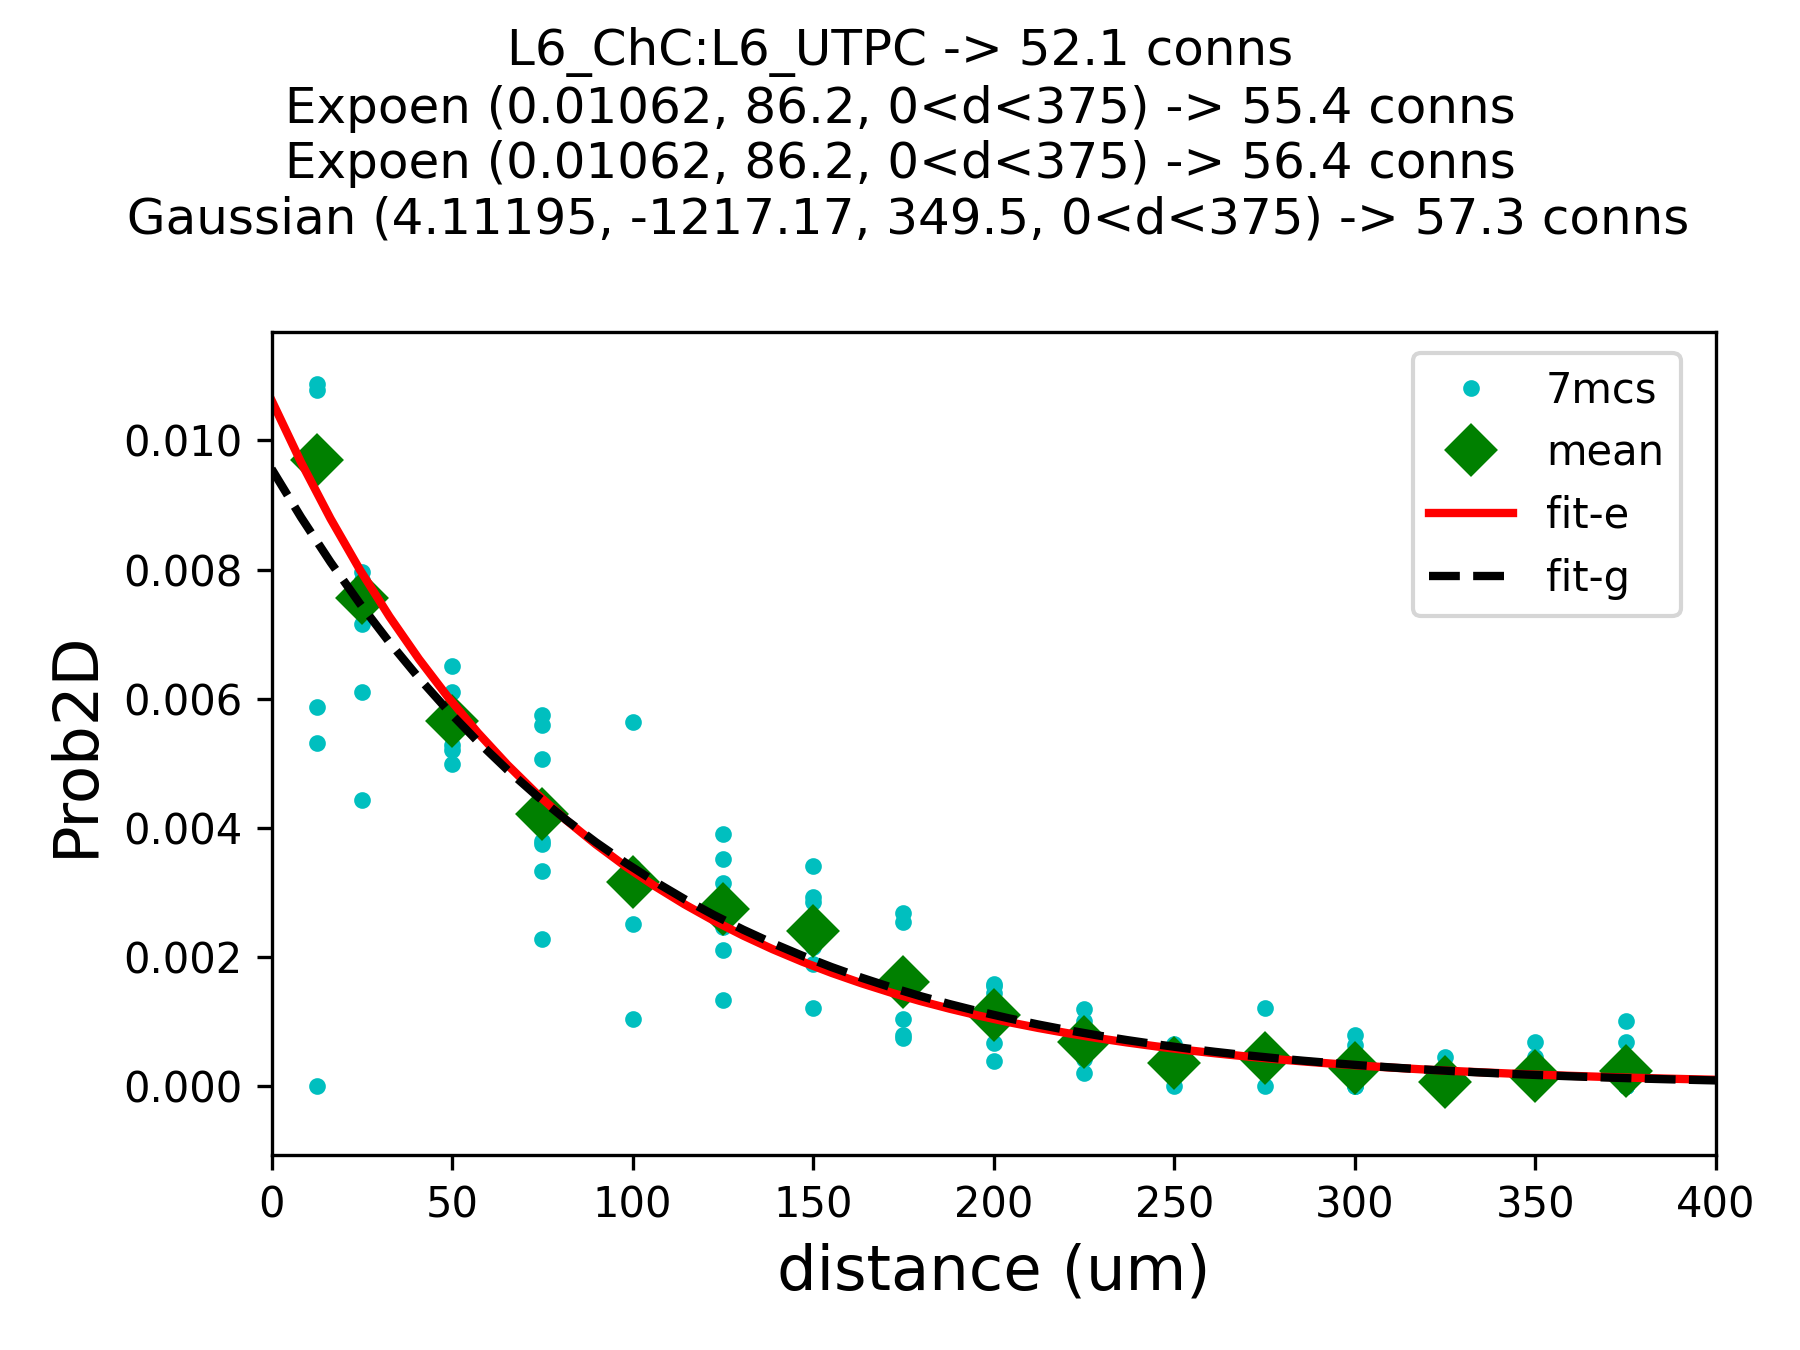 L6_ChC:L6_UTPC -> 52.1 conns
Expoen (0.01062, 86.2, 0<d<375) -> 55.4 conns
Expoen (0.01062, 86.2, 0<d<375) -> 56.4 conns
Gaussian (4.11195, -1217.17, 349.5, 0<d<375) -> 57.3 conns
7mcs
mean
fit-e
fit-g
Prob2D
0.010
0.008
0.006
0.004
0.002
0.000
0 50 100 150 200 250 300 350 400
distance (um)